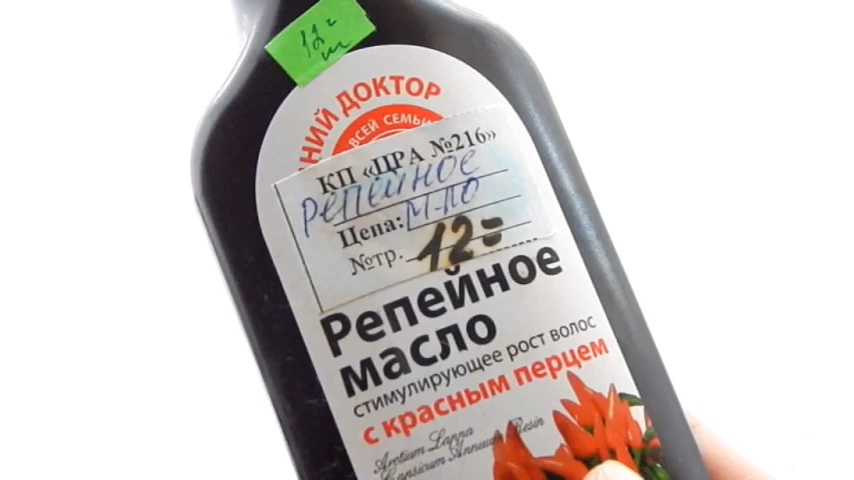 12=
НИЙ ДОКТОР
ВСЕЙ СЕМЬИ
КП «ЦРА №216»
Репейное
Цена: м-ло
№тр. 12=
Репейное
масло
стимулирующее рост волос
с красным перцем
Arctium Lappa
Capsicum Annuum Resin